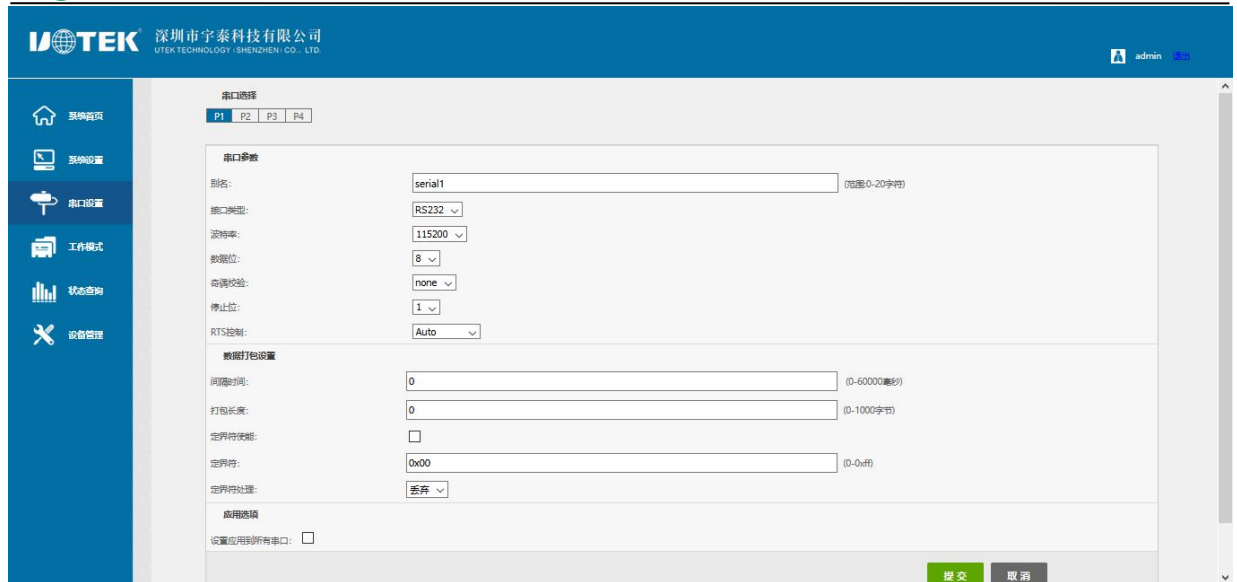 UTEK 深圳市宇泰科技有限公司
UTEK TECHNOLOGY (SHENZHEN) CO., LTD.
admin 退出
系统首页
系统设置
串口设置
工作模式
状态查询
设备管理
串口选择
P1 P2 P3 P4
串口参数
别名: serial1 (范围:0-20字符)
接口类型: RS232
波特率: 115200
数据位: 8
奇偶校验: none
停止位: 1
RTS控制: Auto
数据打包设置
间隔时间: 0 (0-60000毫秒)
打包长度: 0 (0-1000字节)
定界符使能:
定界符: 0x00 (0-0xff)
定界符处理: 丢弃
应用选项
设置应用到所有串口:
提交 取消